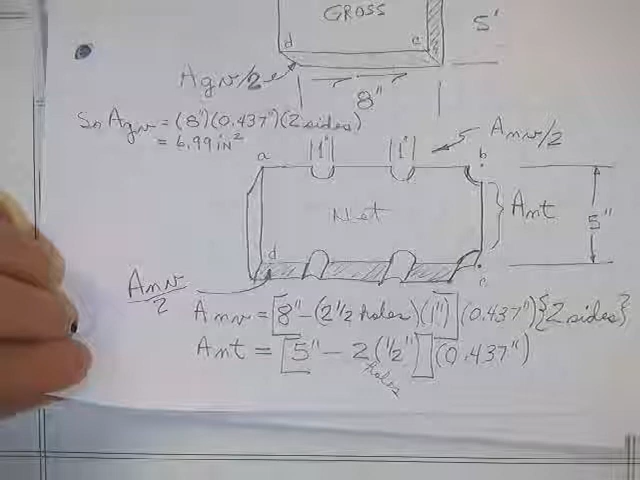 GROSS
5'
d c
Agv/2
8"
So Agv = (8")(0.437")(2 sides)
= 6.99 in²
Anv/2
1" 1"
a b
Net
Ant
5"
d c
Anv/2
Anv = [8" - (2 1/2 holes)(1")](0.437"){2 sides}
Ant = [5" - 2(1/2")](0.437")
holes